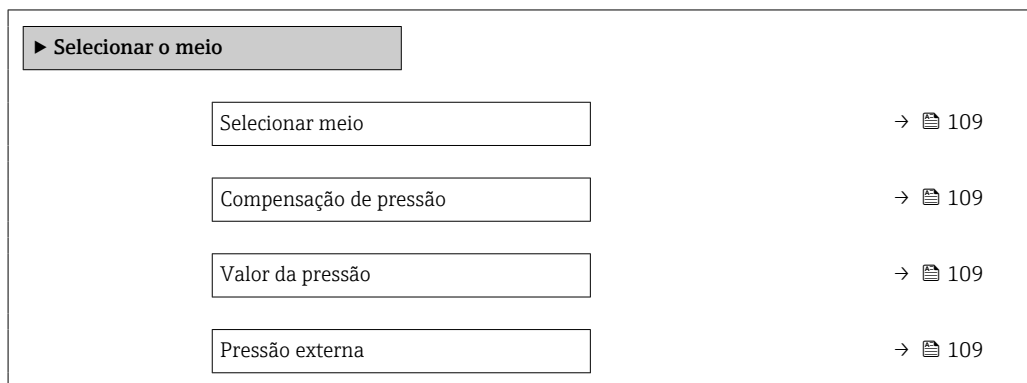 ► Selecionar o meio
Selecionar meio → 109
Compensação de pressão → 109
Valor da pressão → 109
Pressão externa → 109